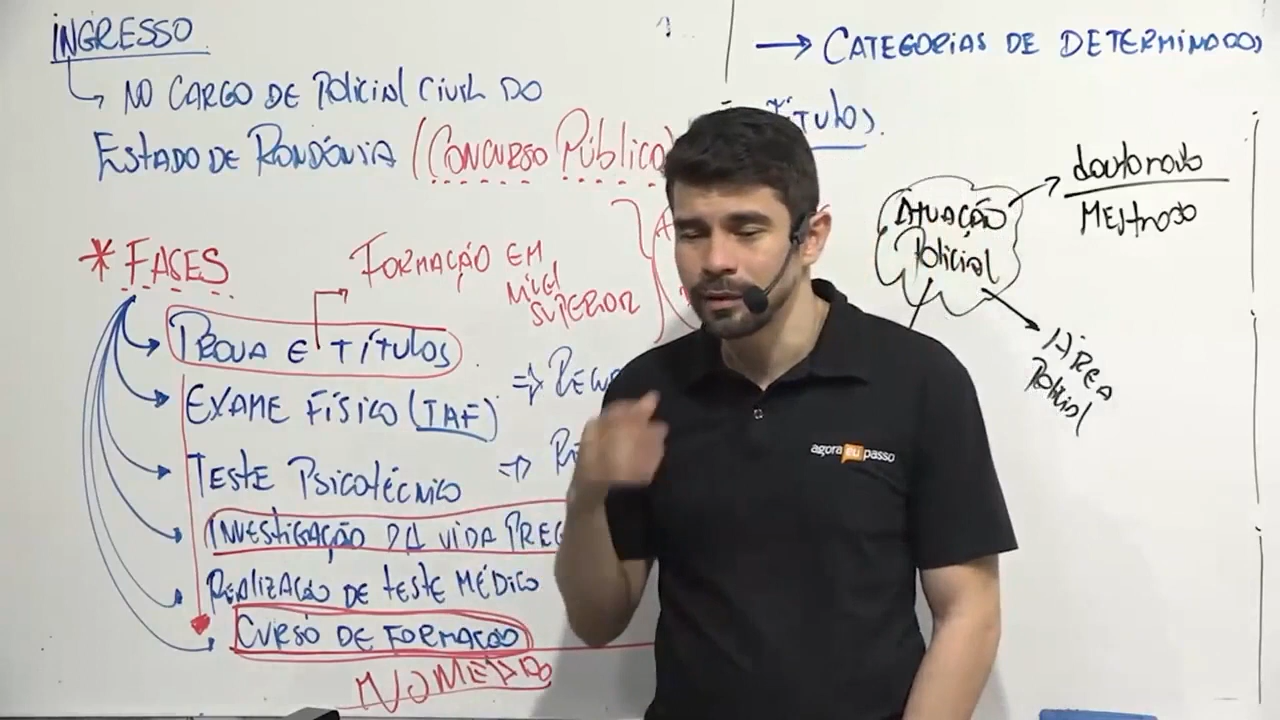 INGRESSO
NO CARGO DE POLICIAL CIVIL DO
ESTADO DE RONDÔNIA (CONCURSO PÚBLICO)
* FASES
FORMAÇÃO EM
NÍVEL
SUPERIOR
PROVA E TÍTULOS
EXAME FÍSICO (TAF)
TESTE PSICOTÉCNICO
INVESTIGAÇÃO DA VIDA PREG
REALIZAÇÃO DE TESTE MÉDICO
CURSO DE FORMAÇÃO
NOMEADO
→ CATEGORIAS DE DETERMINADOS
TÍTULOS.
ATUAÇÃO
POLICIAL
doutorado
MEStrado
ÁREA
Policial
agora eu passo